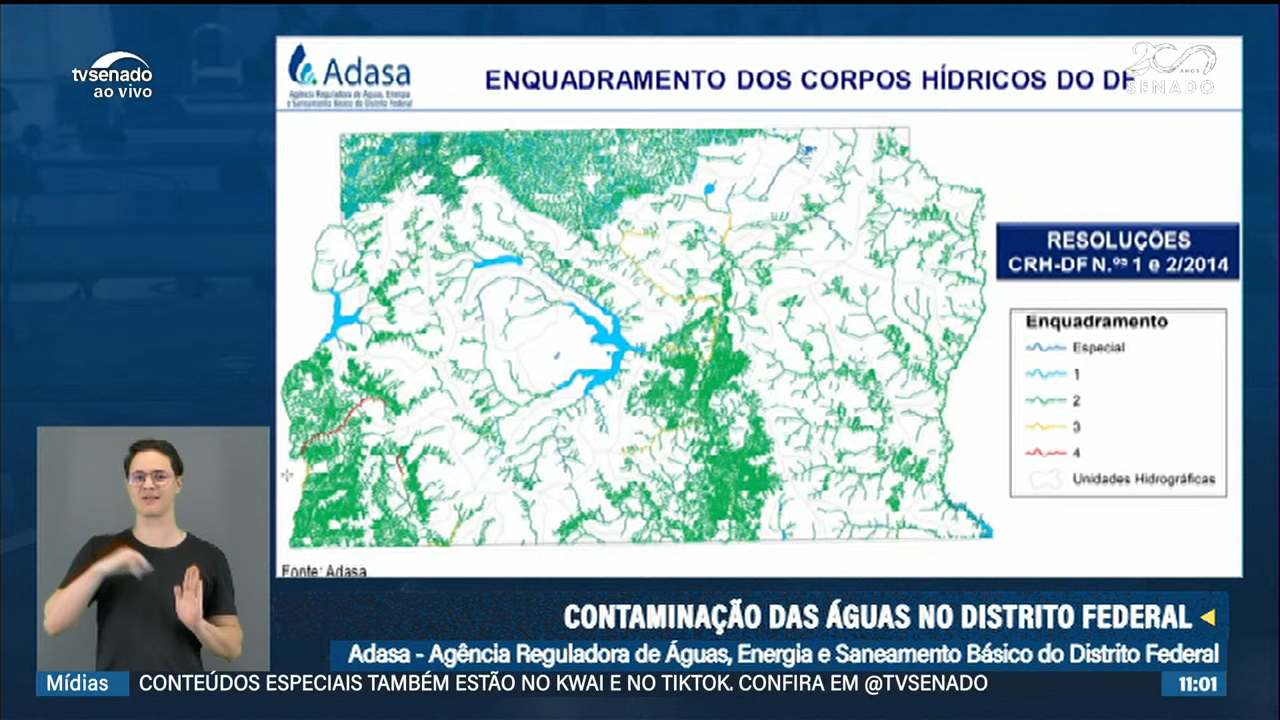 tvsenado
ao vivo
Adasa
Agência Reguladora de Águas, Energia
e Saneamento Básico do Distrito Federal
ENQUADRAMENTO DOS CORPOS HÍDRICOS DO DF
200
ANOS
SENADO
RESOLUÇÕES
CRH-DF N.ºs 1 e 2/2014
Enquadramento
Especial
1
2
3
4
Unidades Hidrográficas
Fonte: Adasa
CONTAMINAÇÃO DAS ÁGUAS NO DISTRITO FEDERAL
Adasa - Agência Reguladora de Águas, Energia e Saneamento Básico do Distrito Federal
Mídias CONTEÚDOS ESPECIAIS TAMBÉM ESTÃO NO KWAI E NO TIKTOK. CONFIRA EM @TVSENADO 11:01